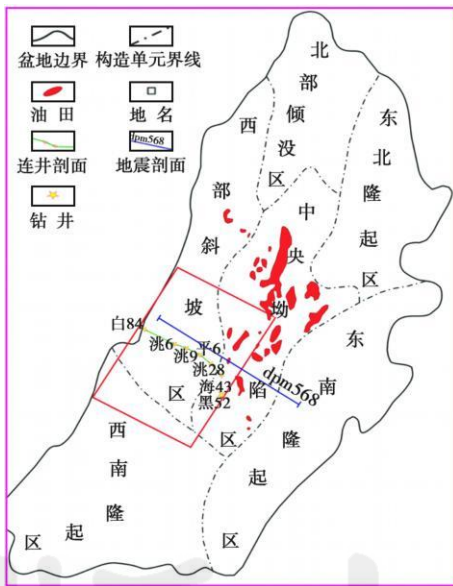 盆地边界
构造单元界线
油 田
地 名
连井剖面
dpm568
地震剖面
钻 井
北部倾没区
西部斜坡区
东北隆起区
中央坳陷区
东南隆起区
西南隆起区
白84
洮6
洮9
平6
洮28
海43
黑52
dpm568